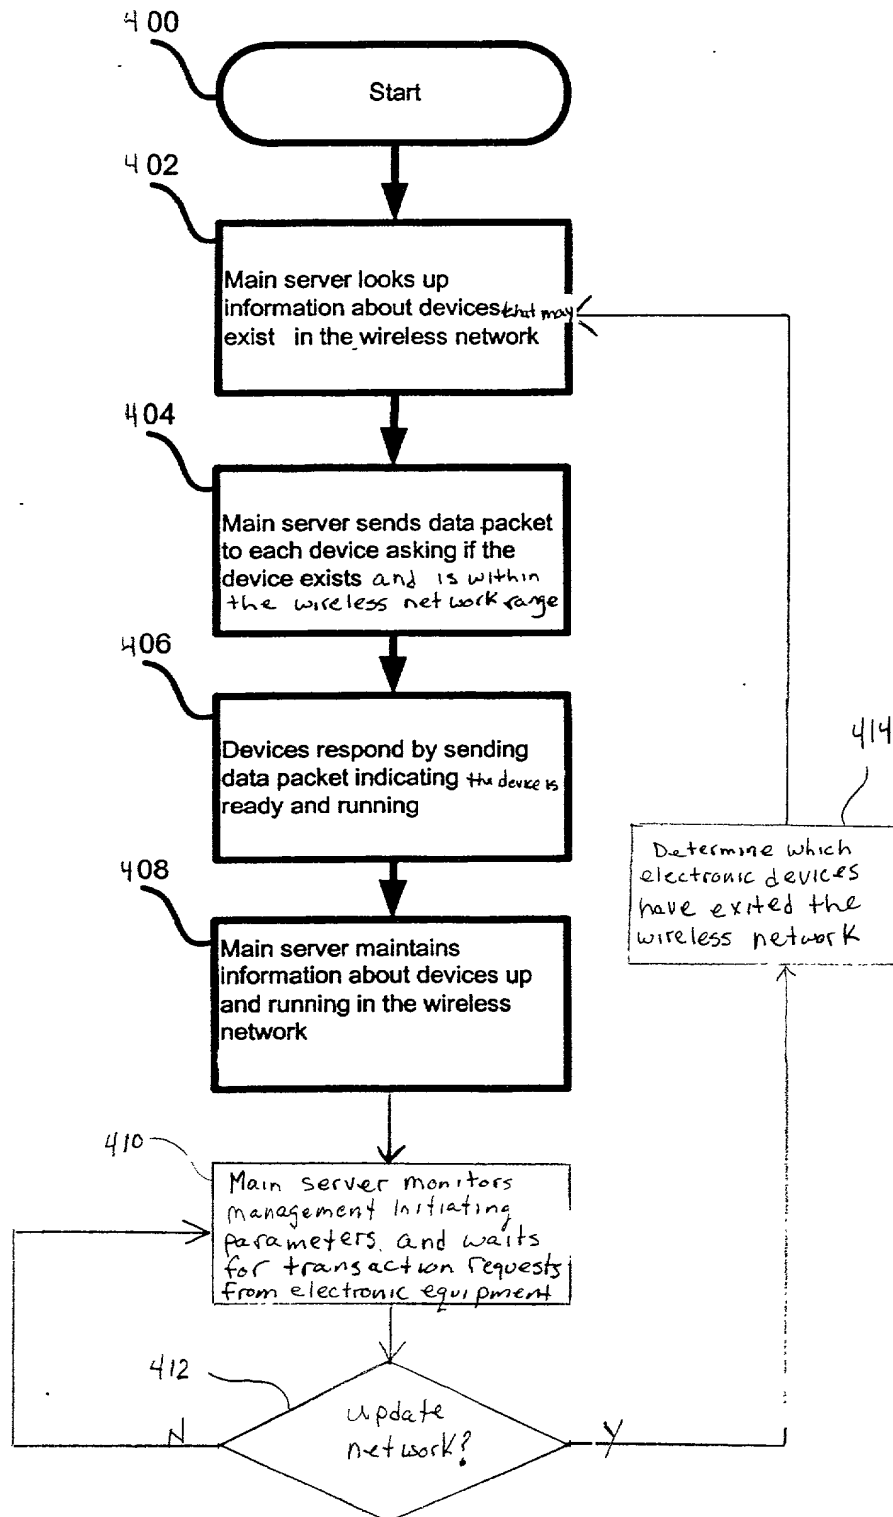 400
Start
402
Main server looks up
information about devices that may
exist in the wireless network
404
Main server sends data packet
to each device asking if the
device exists and is within
the wireless network range
406
Devices respond by sending
data packet indicating the device is
ready and running
408
Main server maintains
information about devices up
and running in the wireless
network
414
Determine which
electronic devices
have exited the
wireless network
410
Main server monitors
management initiating
parameters and waits
for transaction requests
from electronic equipment
412
update
network?
N
Y